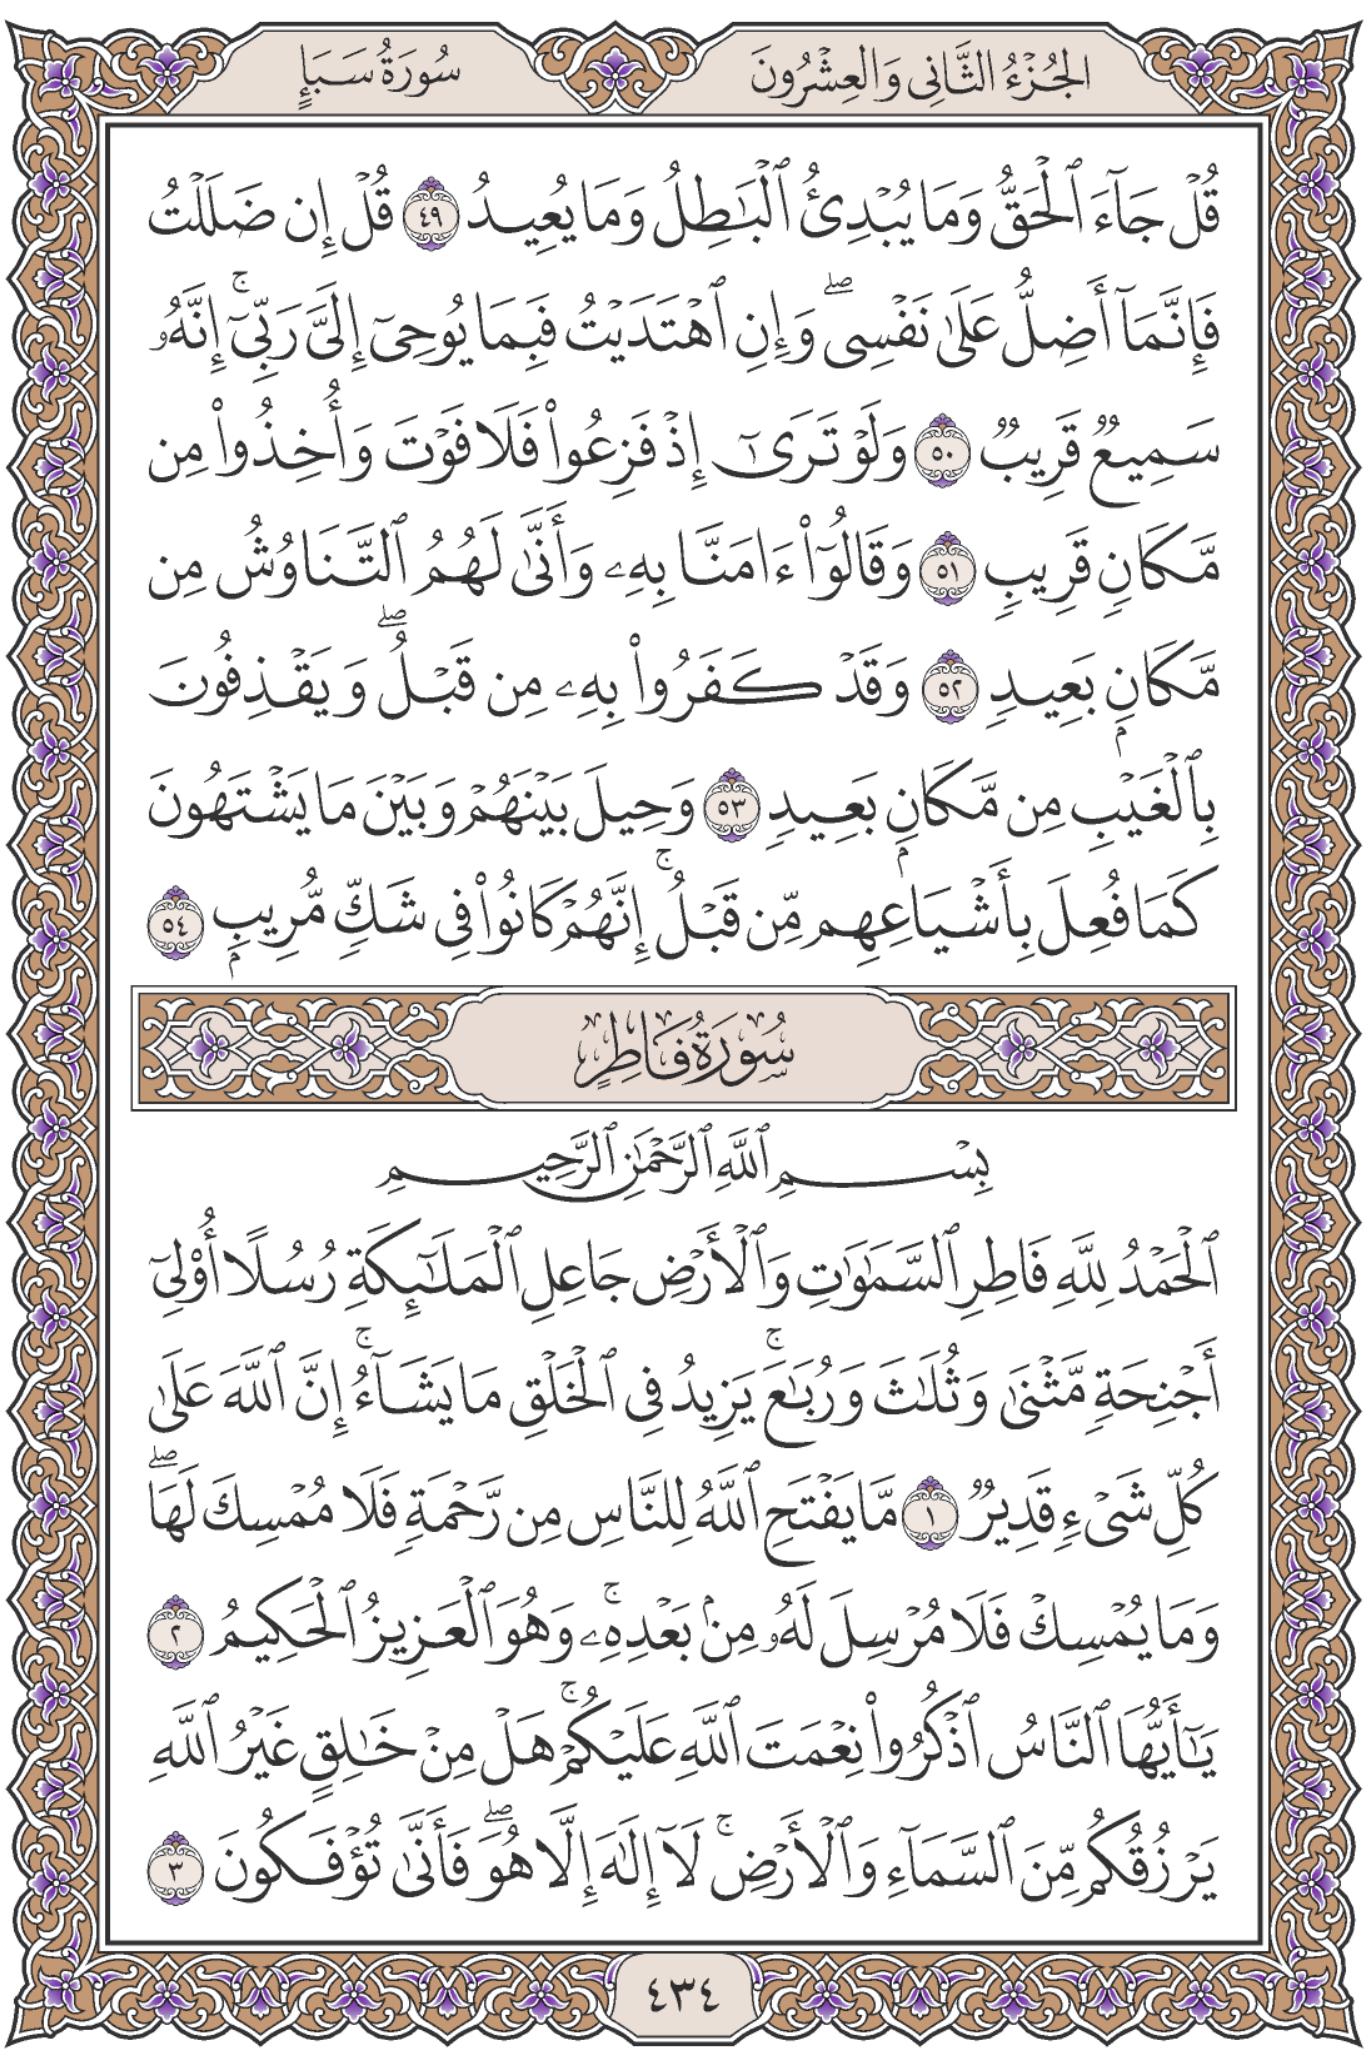 الجُزْءُ الثَّانِي وَالعِشْرُونَ
سُورَةُ سَبَإٍ
قُلْ جَآءَ ٱلْحَقُّ وَمَا يُبْدِئُ ٱلْبَٰطِلُ وَمَا يُعِيدُ ٤٩ قُلْ إِن ضَلَلْتُ
فَإِنَّمَآ أَضِلُّ عَلَىٰ نَفْسِىۖ وَإِنِ ٱهْتَدَيْتُ فَبِمَا يُوحِىٓ إِلَىَّ رَبِّىٓۚ إِنَّهُۥ
سَمِيعٌ قَرِيبٌ ٥٠ وَلَوْ تَرَىٰٓ إِذْ فَزِعُوا۟ فَلَا فَوْتَ وَأُخِذُوا۟ مِن
مَّكَانٍ قَرِيبٍ ٥١ وَقَالُوٓا۟ ءَامَنَّا بِهِۦ وَأَنَّىٰ لَهُمُ ٱلتَّنَاوُشُ مِن
مَّكَانٍۭ بَعِيدٍ ٥٢ وَقَدْ كَفَرُوا۟ بِهِۦ مِن قَبْلُۖ وَيَقْذِفُونَ
بِٱلْغَيْبِ مِن مَّكَانٍۭ بَعِيدٍ ٥٣ وَحِيلَ بَيْنَهُمْ وَبَيْنَ مَا يَشْتَهُونَ
كَمَا فُعِلَ بِأَشْيَاعِهِم مِّن قَبْلُۚ إِنَّهُمْ كَانُوا۟ فِى شَكٍّ مُّرِيبٍۭ ٥٤
سُورَةُ فَاطِرٍ
بِسْمِ ٱللَّهِ ٱلرَّحْمَٰنِ ٱلرَّحِيمِ
ٱلْحَمْدُ لِلَّهِ فَاطِرِ ٱلسَّمَٰوَٰتِ وَٱلْأَرْضِ جَاعِلِ ٱلْمَلَٰٓئِكَةِ رُسُلًا أُو۟لِىٓ
أَجْنِحَةٍ مَّثْنَىٰ وَثُلَٰثَ وَرُبَٰعَۚ يَزِيدُ فِى ٱلْخَلْقِ مَا يَشَآءُۚ إِنَّ ٱللَّهَ عَلَىٰ
كُلِّ شَىْءٍ قَدِيرٌ ١ مَّا يَفْتَحِ ٱللَّهُ لِلنَّاسِ مِن رَّحْمَةٍ فَلَا مُمْسِكَ لَهَاۖ
وَمَا يُمْسِكْ فَلَا مُرْسِلَ لَهُۥ مِنۢ بَعْدِهِۦۚ وَهُوَ ٱلْعَزِيزُ ٱلْحَكِيمُ ٢
يَٰٓأَيُّهَا ٱلنَّاسُ ٱذْكُرُوا۟ نِعْمَتَ ٱللَّهِ عَلَيْكُمْۚ هَلْ مِنْ خَٰلِقٍ غَيْرُ ٱللَّهِ
يَرْزُقُكُم مِّنَ ٱلسَّمَآءِ وَٱلْأَرْضِۚ لَآ إِلَٰهَ إِلَّا هُوَۖ فَأَنَّىٰ تُؤْفَكُونَ ٣
٤٣٤